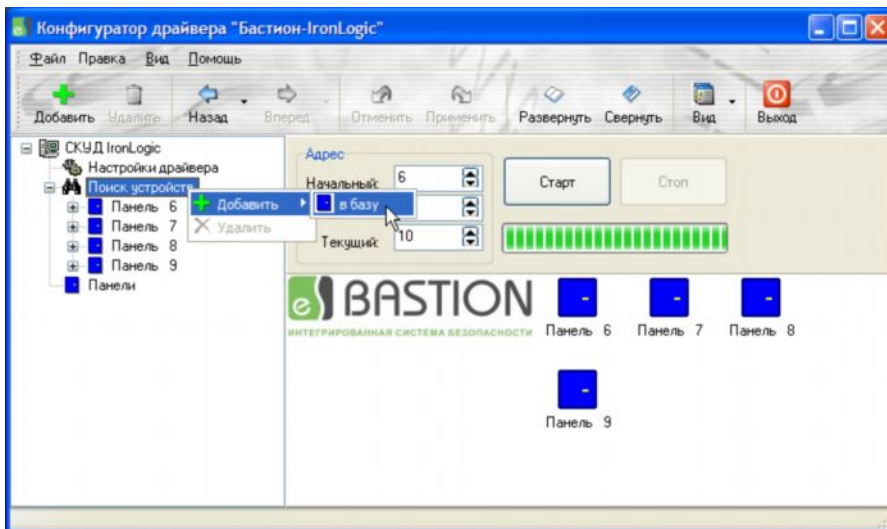 Конфигуратор драйвера "Бастион-IronLogic"
Файл Правка Вид Помощь
Добавить Удалить Назад Вперед Отменить Применить Развернуть Свернуть Вид Выход
СКУД IronLogic
Настройки драйвера
Поиск устройств
Панель 6
Панель 7
Панель 8
Панель 9
Панели
Добавить
Удалить
в базу
Адрес
Начальный: 6
Текущий: 10
Старт Стоп
es BASTION
ИНТЕГРИРОВАННАЯ СИСТЕМА БЕЗОПАСНОСТИ
Панель 6 Панель 7 Панель 8
Панель 9